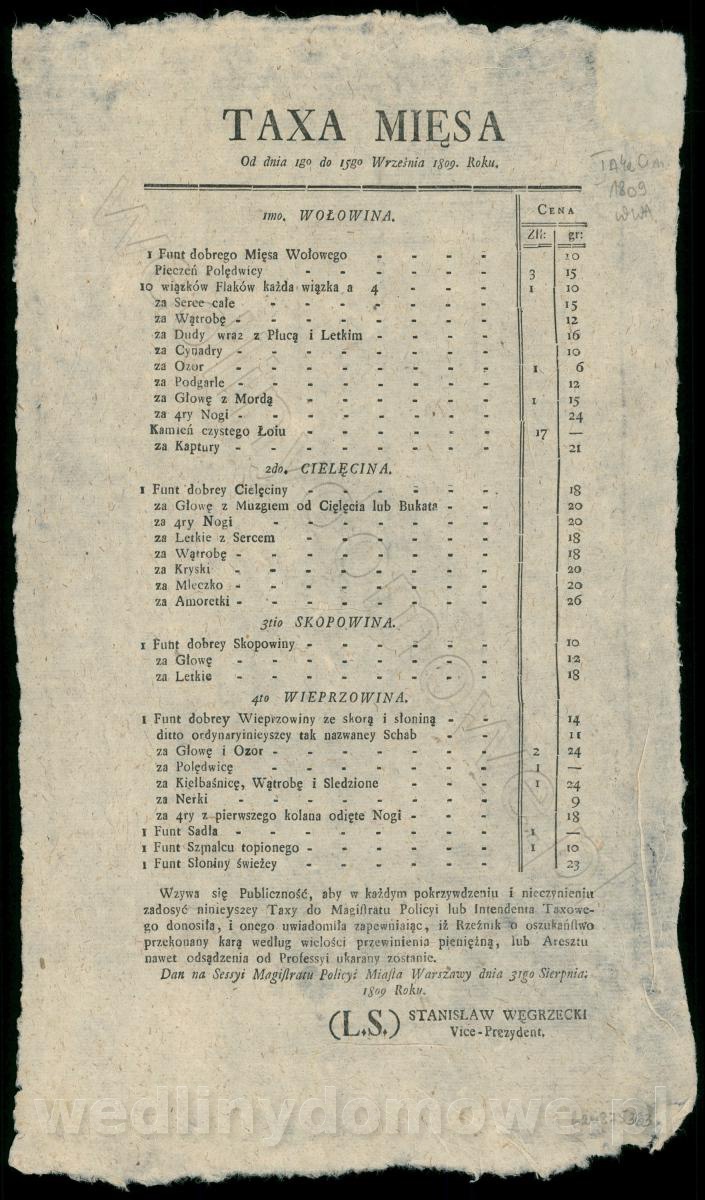 TAXA MIĘSA
Od dnia 1go do 15go Września 1809. Roku.
TAXa Cin.
1809
WWA
CENA
1mo. WOŁOWINA.
Złł: gr:
1 Funt dobrego Mięsa Wołowego - - - - 10
Pieczeń Polędwicy - - - - - - 3 15
10 wiązków Flaków każda wiązka a 4 - - - 1 10
za Serce całe - - - - - - - 15
za Wątrobę - - - - - - - - 12
za Dudy wraz z Płucą i Letkim - - - - 16
za Cynadry - - - - - - - - 10
za Ozor - - - - - - - - 1 6
za Podgarle - - - - - - - - 12
za Głowę z Mordą - - - - - - 1 15
za 4ry Nogi - - - - - - - - 24
Kamień czystego Łoiu - - - - - - 17 —
za Kaptury - - - - - - - - 21
2do. CIELĘCINA.
1 Funt dobrey Cielęciny - - - - - - 18
za Głowę z Muzgiem od Cięlęcia lub Bukata - - 20
za 4ry Nogi - - - - - - - 20
za Letkie z Sercem - - - - - - 18
za Wątrobę - - - - - - - - 18
za Kryski - - - - - - - - 20
za Mleczko - - - - - - - - 20
za Amoretki - - - - - - - - 26
3tio SKOPOWINA.
1 Funt dobrey Skopowiny - - - - - - 10
za Głowę - - - - - - - - 12
za Letkie - - - - - - - - 18
4to WIEPRZOWINA.
1 Funt dobrey Wieprzowiny ze skorą i słoniną - - 14
ditto ordynaryinieyszey tak nazwaney Schab - - 11
za Głowę i Ozor - - - - - - - 2 24
za Polędwicę - - - - - - - - 1 —
za Kiełbaśnicę, Wątrobę i Sledzione - - - 1 24
za Nerki - - - - - - - - 9
za 4ry z pierwszego kolana odięte Nogi - - - 18
1 Funt Sadła - - - - - - - - 1 —
1 Funt Szmalcu topionego - - - - - - 1 10
1 Funt Słoniny świeżey - - - - - - 23
Wzywa się Publiczność, aby w każdym pokrzywdzeniu i nieczynieniu
zadosyć ninieyszey Taxy do Magistratu Policyi lub Intendenta Taxowe-
go donosiła, i onego uwiadomiła zapewniaiąc, iż Rzeźnik o oszukaństwo
przekonany karą według wielości przewinienia pieniężną, lub Aresztu
nawet odsądzenia od Professyi ukarany zostanie.
Dan na Sessyi Magistratu Policyi Miasta Warszawy dnia 31go Sierpnia:
1809 Roku.
(L.S.) STANISŁAW WĘGRZECKI
Vice-Prezydent.
wedlinydomowe.pl
wedlinydomowe.pl